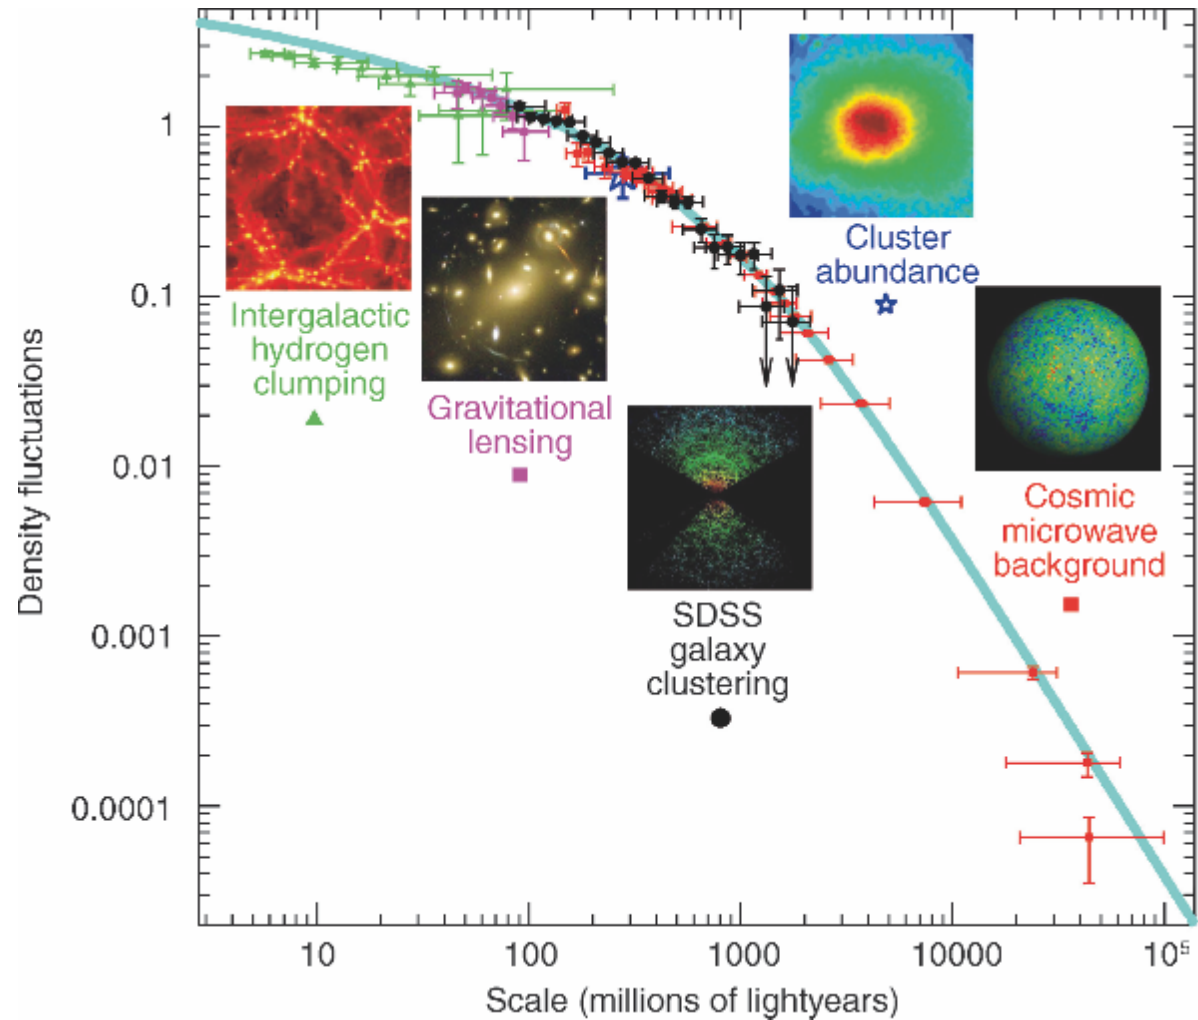 1
0.1
0.01
0.001
0.0001
Density fluctuations
Intergalactic
hydrogen
clumping
Gravitational
lensing
SDSS
galaxy
clustering
Cluster
abundance
Cosmic
microwave
background
10
100
1000
10000
10⁵
Scale (millions of lightyears)